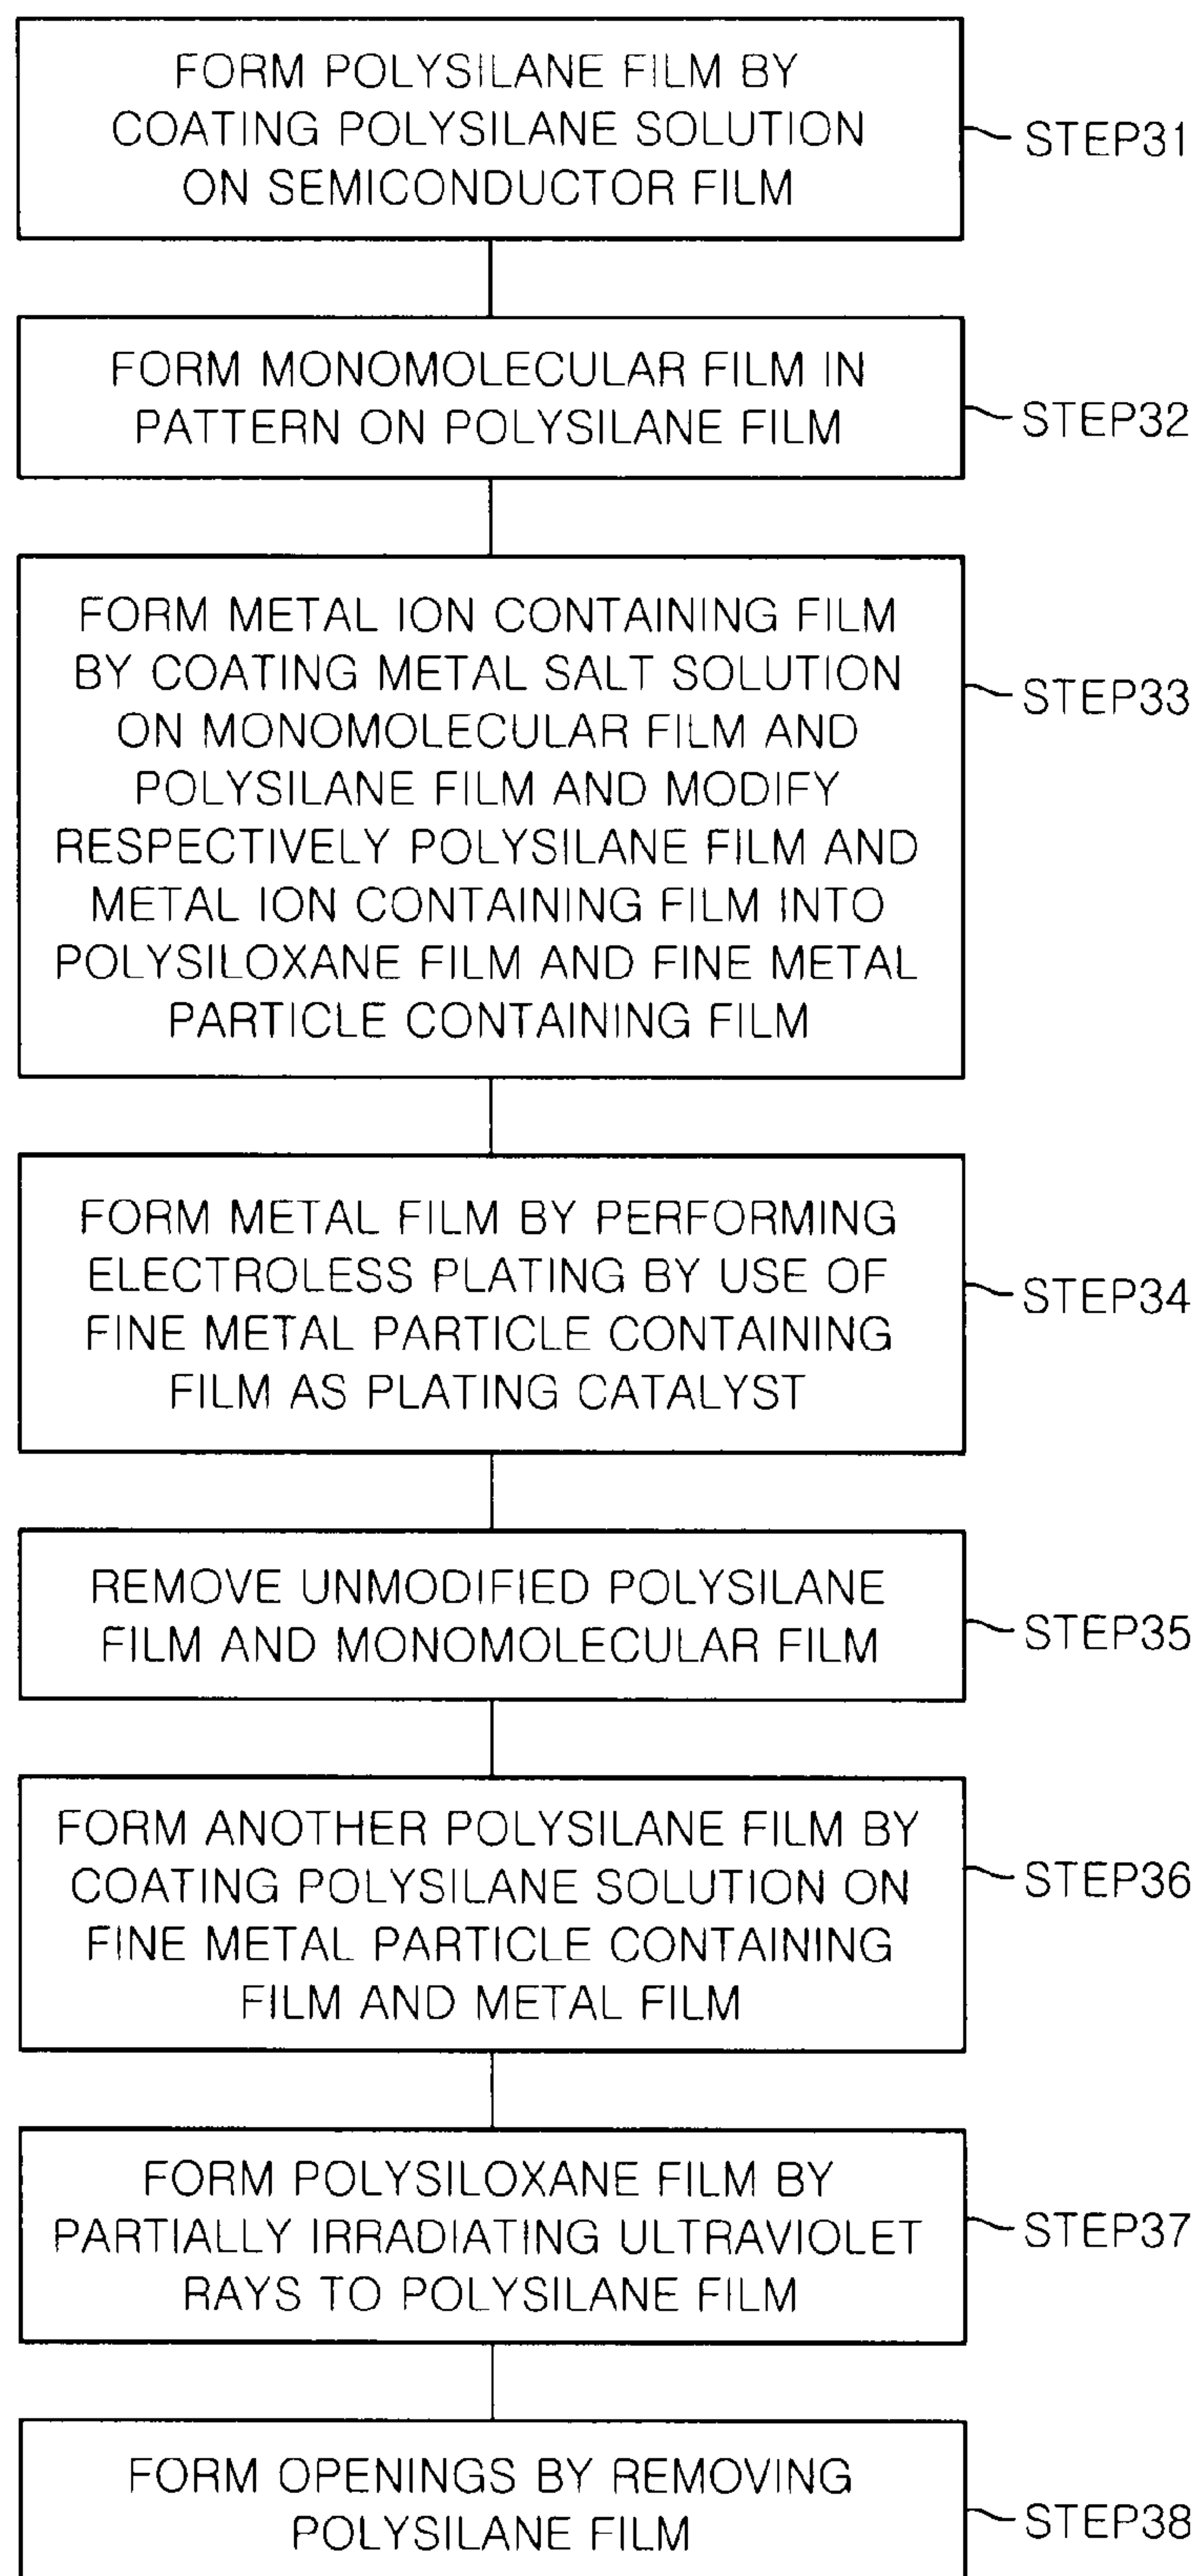 FORM POLYSILANE FILM BY
COATING POLYSILANE SOLUTION
ON SEMICONDUCTOR FILM
STEP31
FORM MONOMOLECULAR FILM IN
PATTERN ON POLYSILANE FILM
STEP32
FORM METAL ION CONTAINING FILM
BY COATING METAL SALT SOLUTION
ON MONOMOLECULAR FILM AND
POLYSILANE FILM AND MODIFY
RESPECTIVELY POLYSILANE FILM AND
METAL ION CONTAINING FILM INTO
POLYSILOXANE FILM AND FINE METAL
PARTICLE CONTAINING FILM
STEP33
FORM METAL FILM BY PERFORMING
ELECTROLESS PLATING BY USE OF
FINE METAL PARTICLE CONTAINING
FILM AS PLATING CATALYST
STEP34
REMOVE UNMODIFIED POLYSILANE
FILM AND MONOMOLECULAR FILM
STEP35
FORM ANOTHER POLYSILANE FILM BY
COATING POLYSILANE SOLUTION ON
FINE METAL PARTICLE CONTAINING
FILM AND METAL FILM
STEP36
FORM POLYSILOXANE FILM BY
PARTIALLY IRRADIATING ULTRAVIOLET
RAYS TO POLYSILANE FILM
STEP37
FORM OPENINGS BY REMOVING
POLYSILANE FILM
STEP38